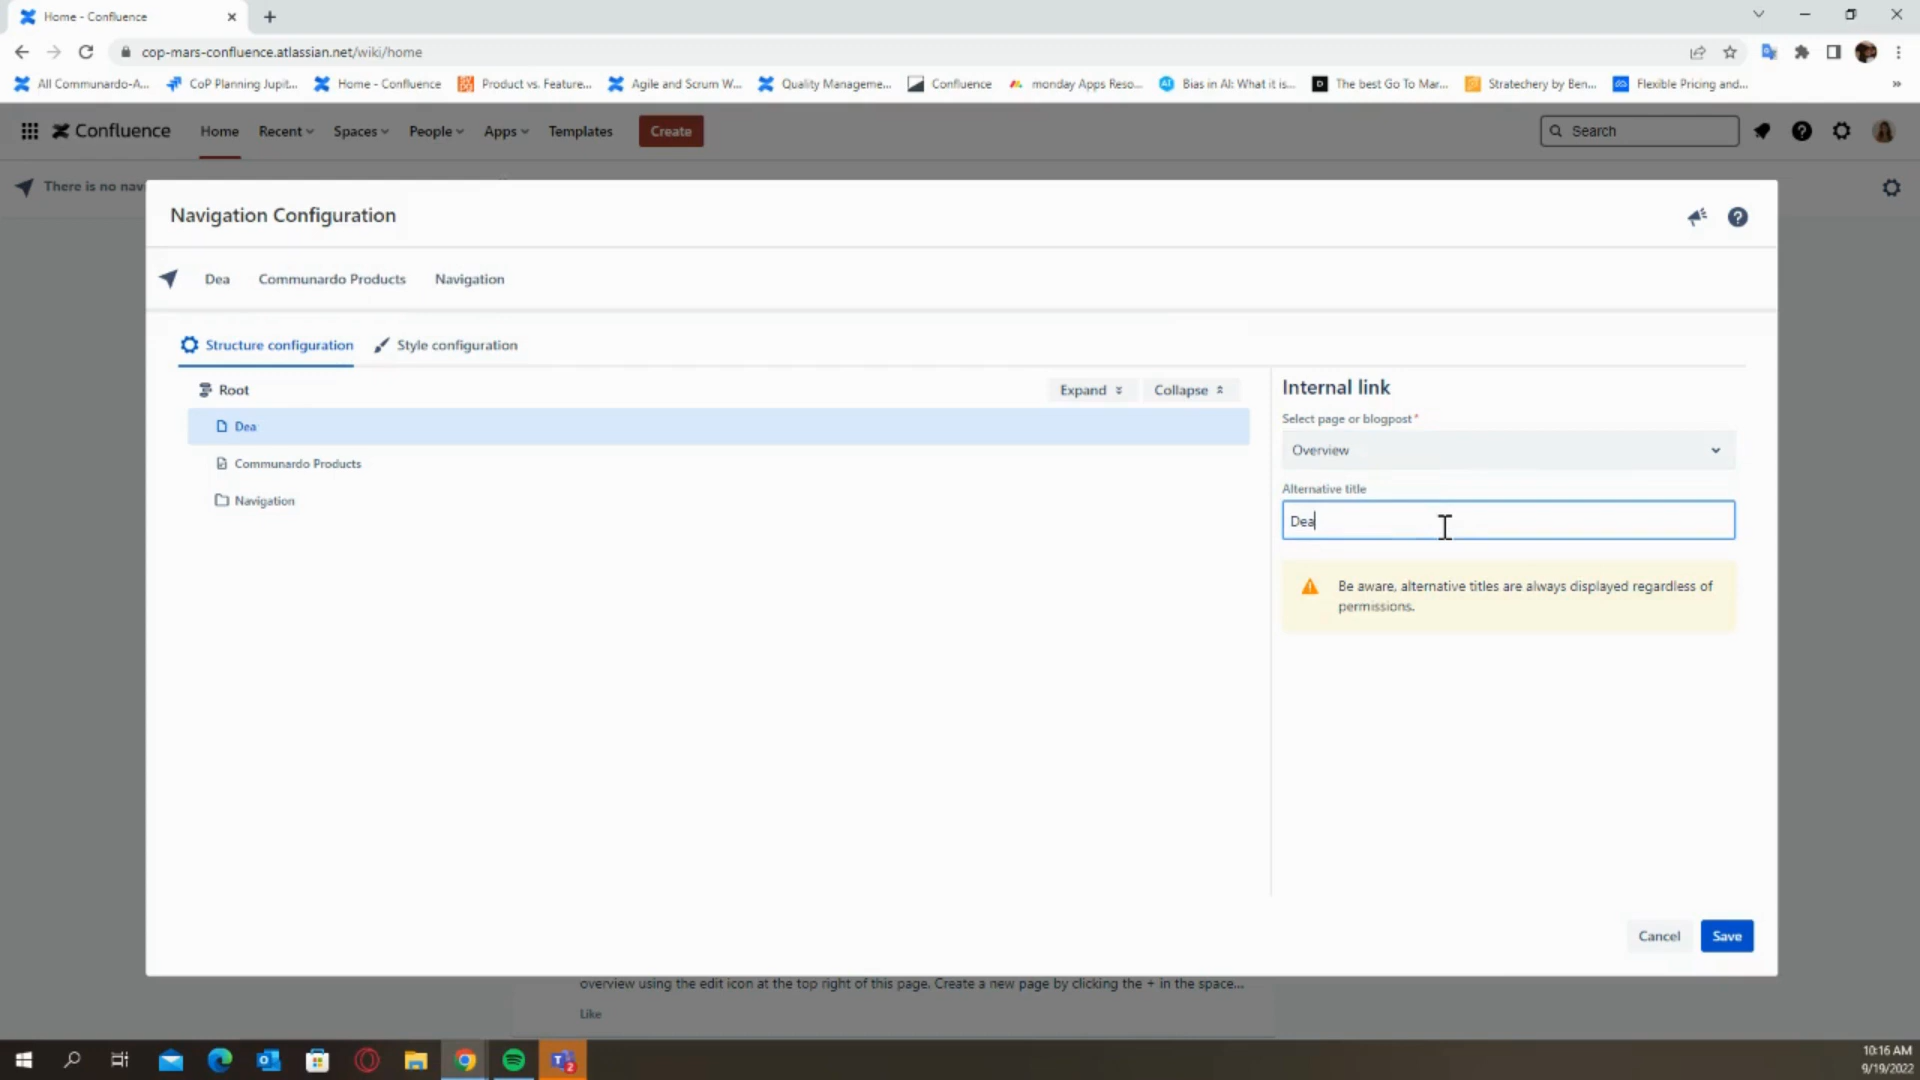 Home - Confluence
cop-mars-confluence.atlassian.net/wiki/home
All Communardo-A...
CoP Planning Jupit...
Home - Confluence
Product vs. Feature...
Agile and Scrum W...
Quality Manageme...
Confluence
monday Apps Reso...
Bias in AI: What it is...
The best Go To Mar...
Stratechery by Ben...
Flexible Pricing and...
Confluence
Home
Recent
Spaces
People
Apps
Templates
Create
Search
There is no nav
Navigation Configuration
Dea
Communardo Products
Navigation
Structure configuration
Style configuration
Root
Expand
Collapse
Dea
Communardo Products
Navigation
Internal link
Select page or blogpost*
Overview
Alternative title
Dea
Be aware, alternative titles are always displayed regardless of
permissions.
Cancel
Save
overview using the edit icon at the top right of this page. Create a new page by clicking the + in the space...
Like
10:16 AM
9/19/2022